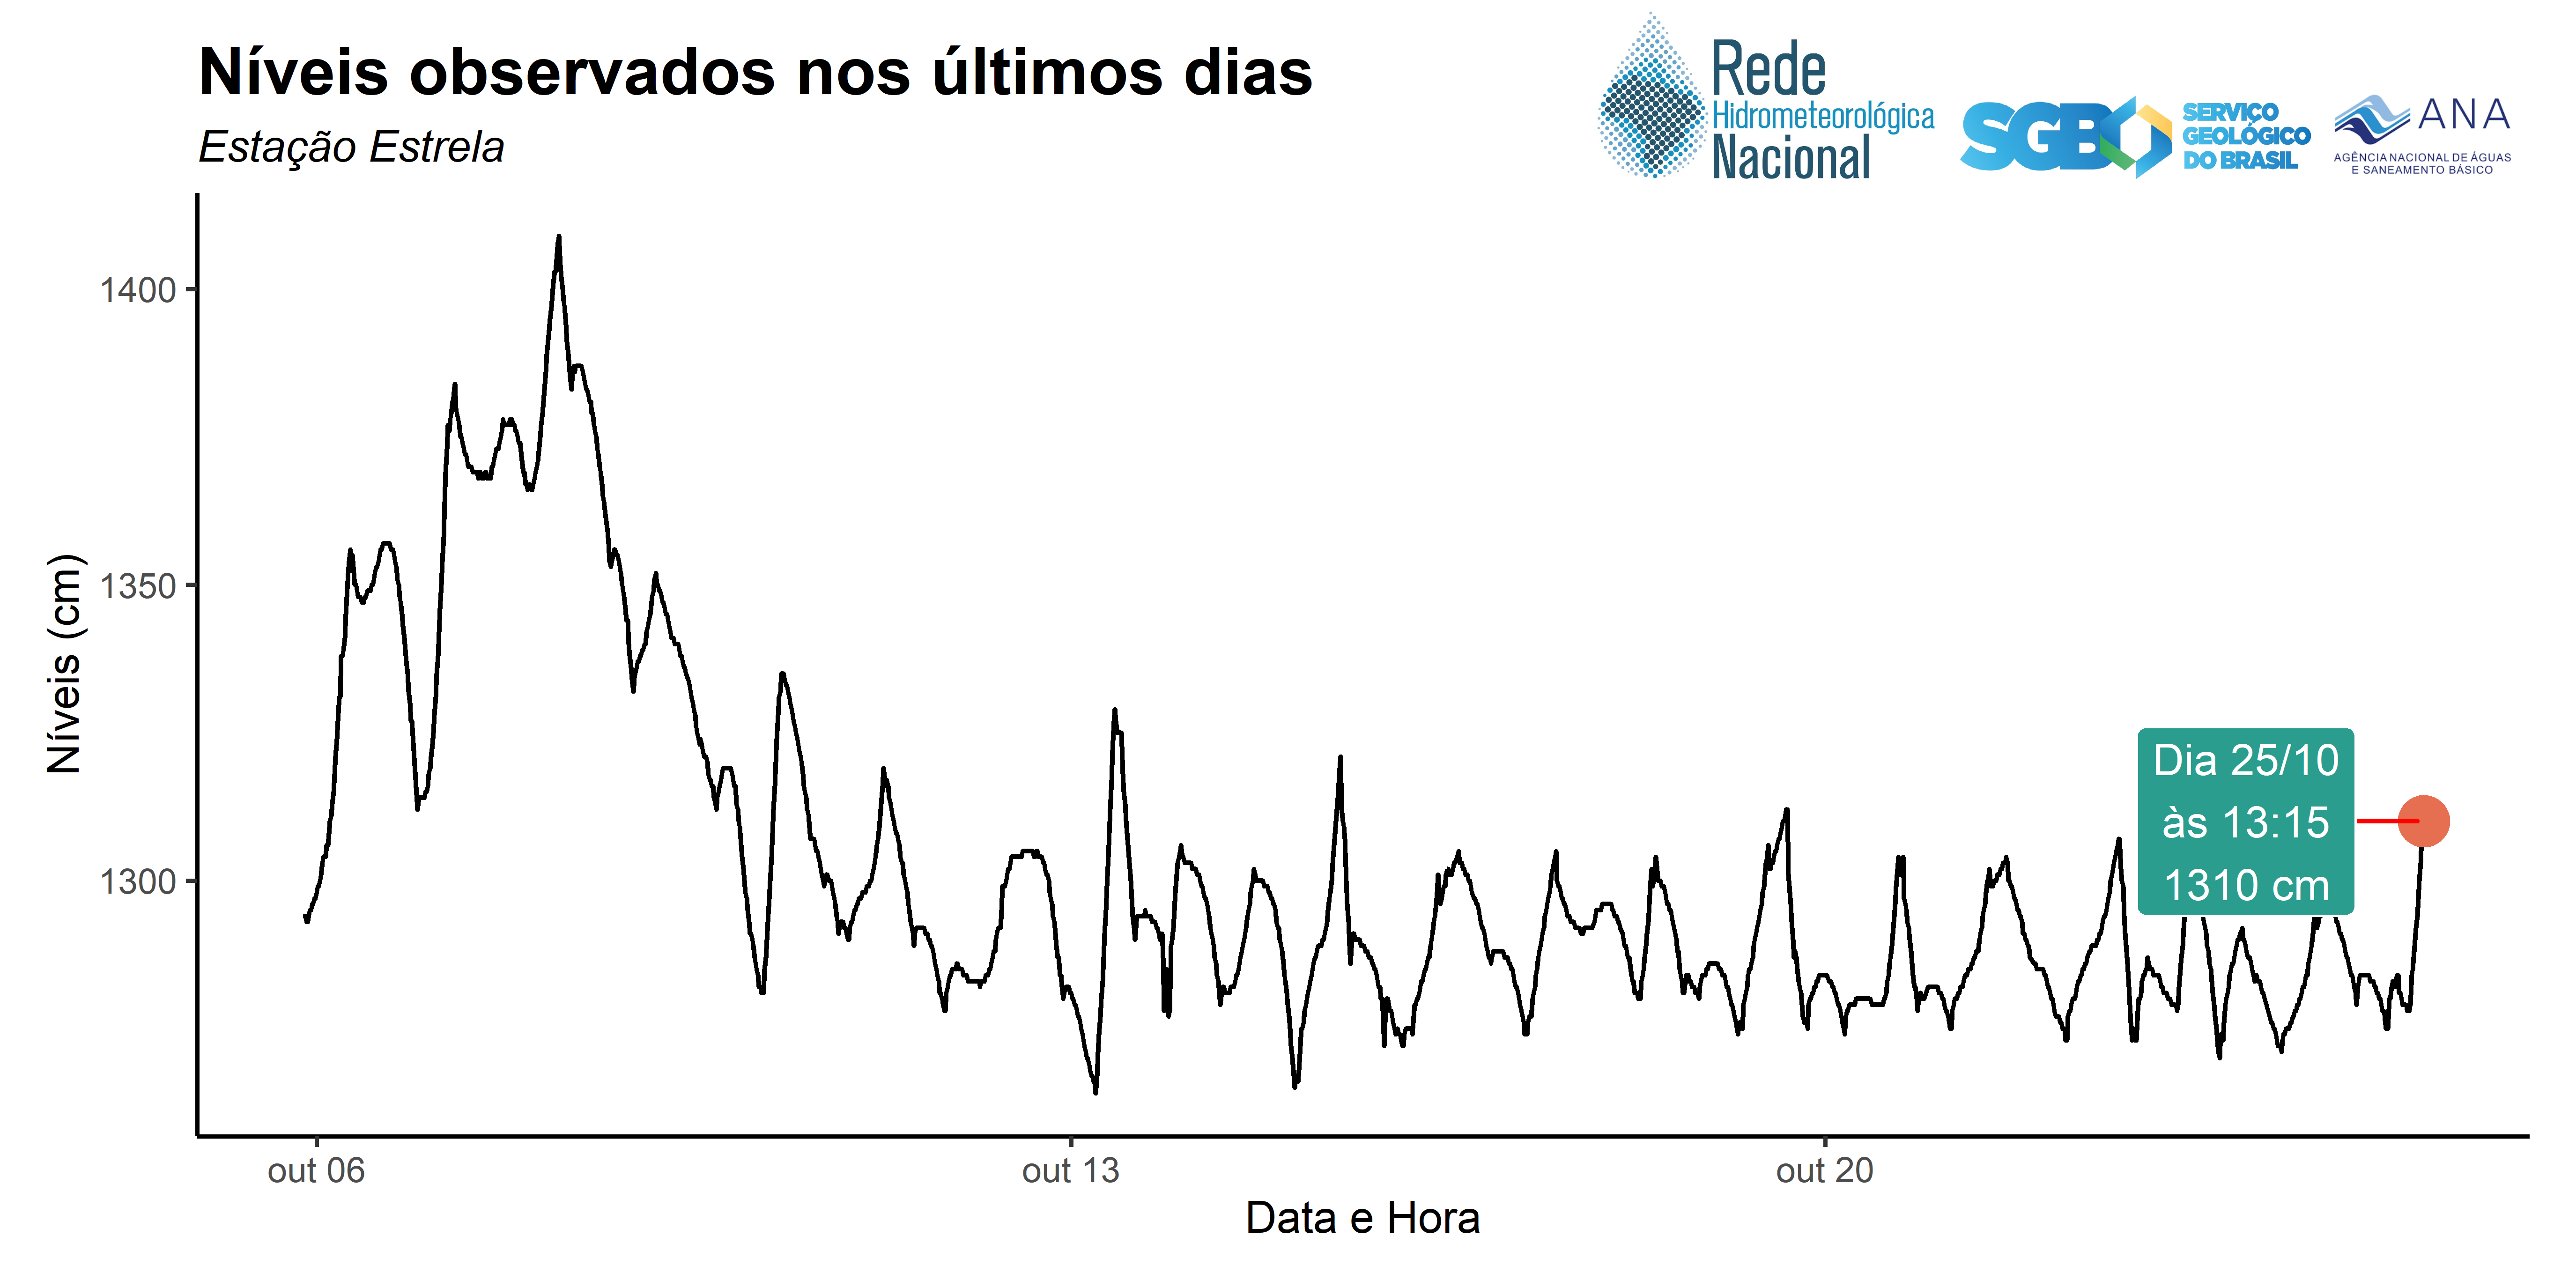 Níveis observados nos últimos dias
Estação Estrela
Rede
Hidrometeorológica
Nacional
SGB
SERVIÇO
GEOLÓGICO
DO BRASIL
ANA
AGÊNCIA NACIONAL DE ÁGUAS
E SANEAMENTO BÁSICO
Níveis (cm)
1400
1350
1300
Dia 25/10
às 13:15
1310 cm
out 06
out 13
out 20
Data e Hora